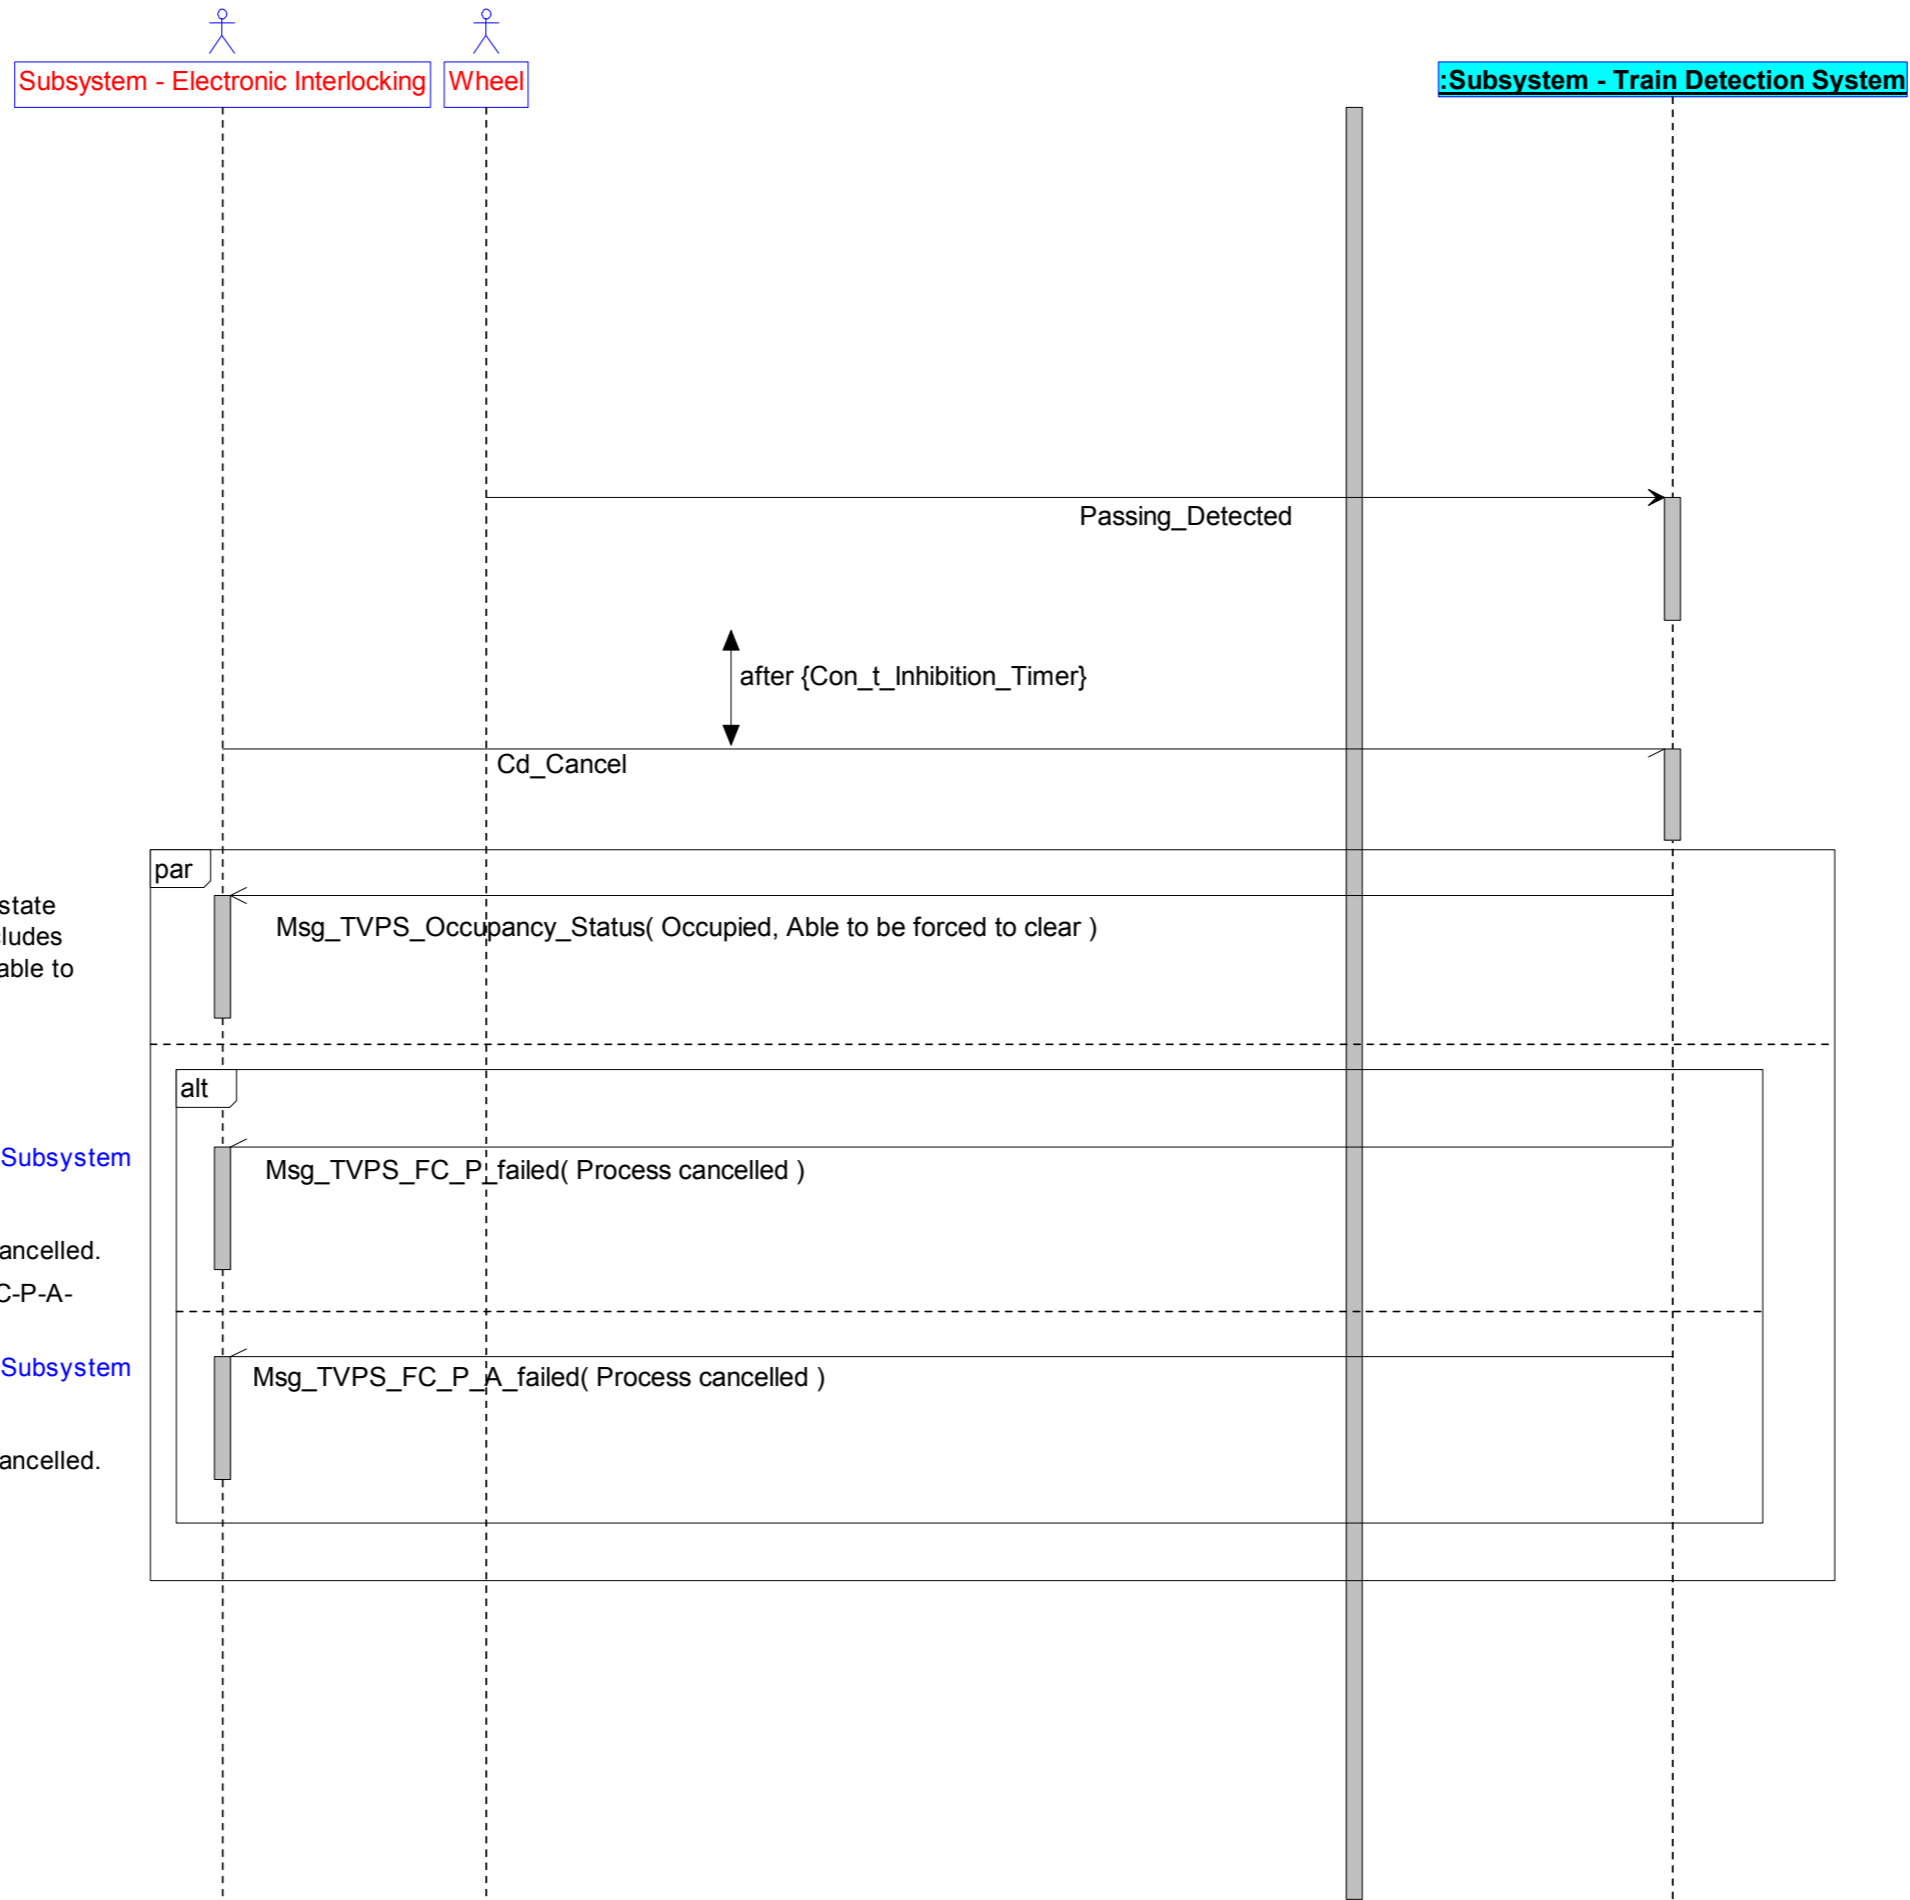 Subsystem - Electronic Interlocking
Wheel
:Subsystem - Train Detection System
Passing_Detected
after {Con_t_Inhibition_Timer}
Cd_Cancel
par
state
Msg_TVPS_Occupancy_Status( Occupied, Able to be forced to clear )
cludes
able to
alt
Subsystem
Msg_TVPS_FC_P_failed( Process cancelled )
ancelled.
C-P-A-
Subsystem
Msg_TVPS_FC_P_A_failed( Process cancelled )
ancelled.